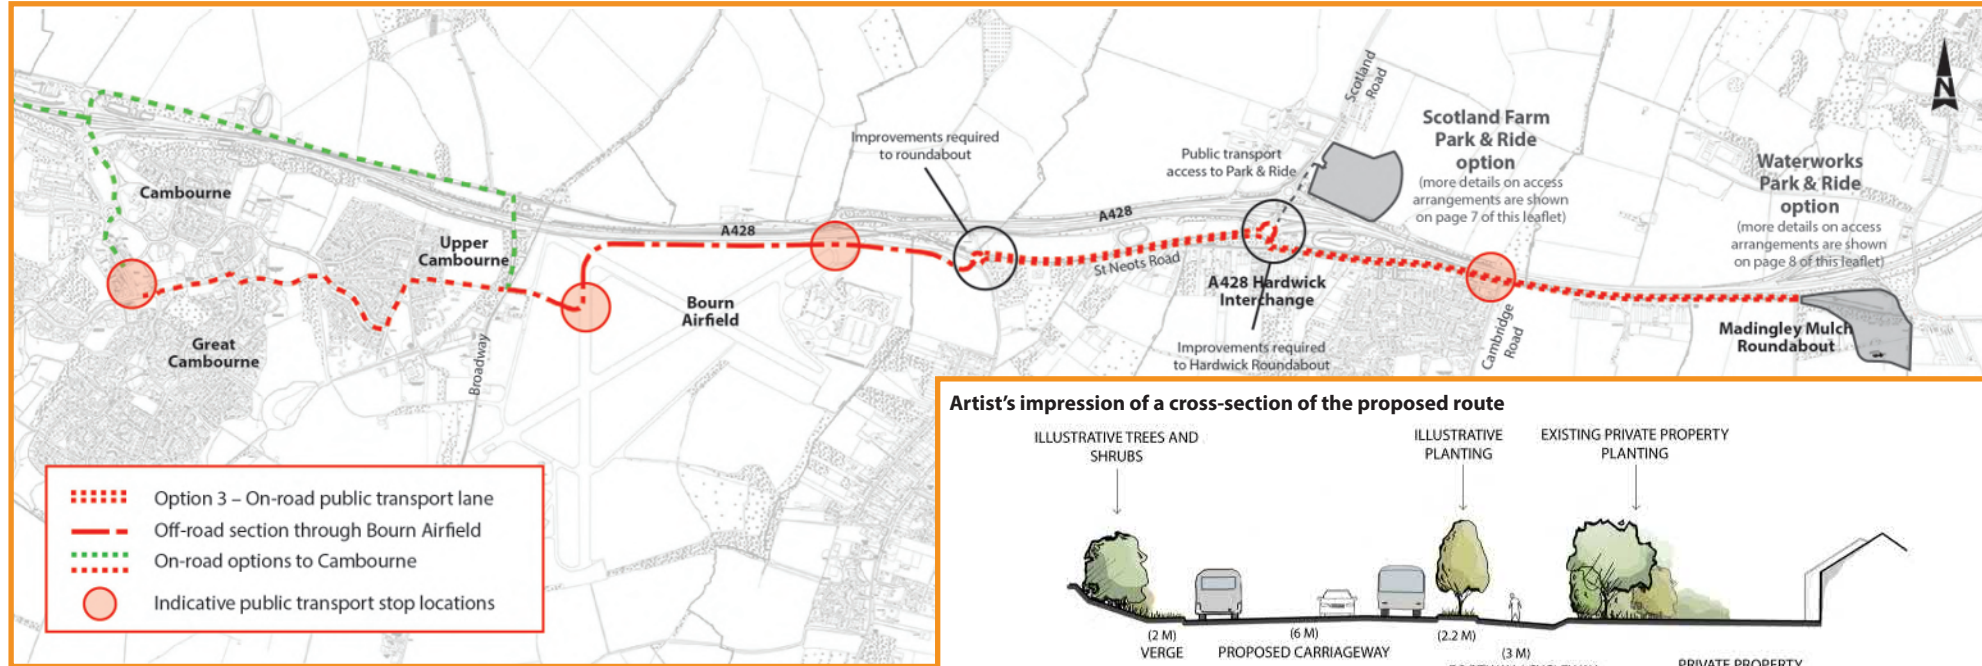 Scotland
Road
N
Scotland Farm
Park & Ride
option
(more details on access
arrangements are shown
on page 7 of this leaflet)
Improvements required
to roundabout
Public transport
access to Park & Ride
Waterworks
Park & Ride
option
(more details on access
arrangements are shown
on page 8 of this leaflet)
Cambourne
Upper
Cambourne
A428
A428
St Neots Road
A428 Hardwick
Interchange
Bourn
Airfield
Great
Cambourne
Broadway
Improvements required
to Hardwick Roundabout
Cambridge
Road
Madingley Mulch
Roundabout
Option 3 – On-road public transport lane
Off-road section through Bourn Airfield
On-road options to Cambourne
Indicative public transport stop locations
Artist's impression of a cross-section of the proposed route
ILLUSTRATIVE TREES AND
SHRUBS
ILLUSTRATIVE
PLANTING
EXISTING PRIVATE PROPERTY
PLANTING
(2 M)
VERGE
(6 M)
PROPOSED CARRIAGEWAY
(2.2 M)
(3 M)
PRIVATE PROPERTY